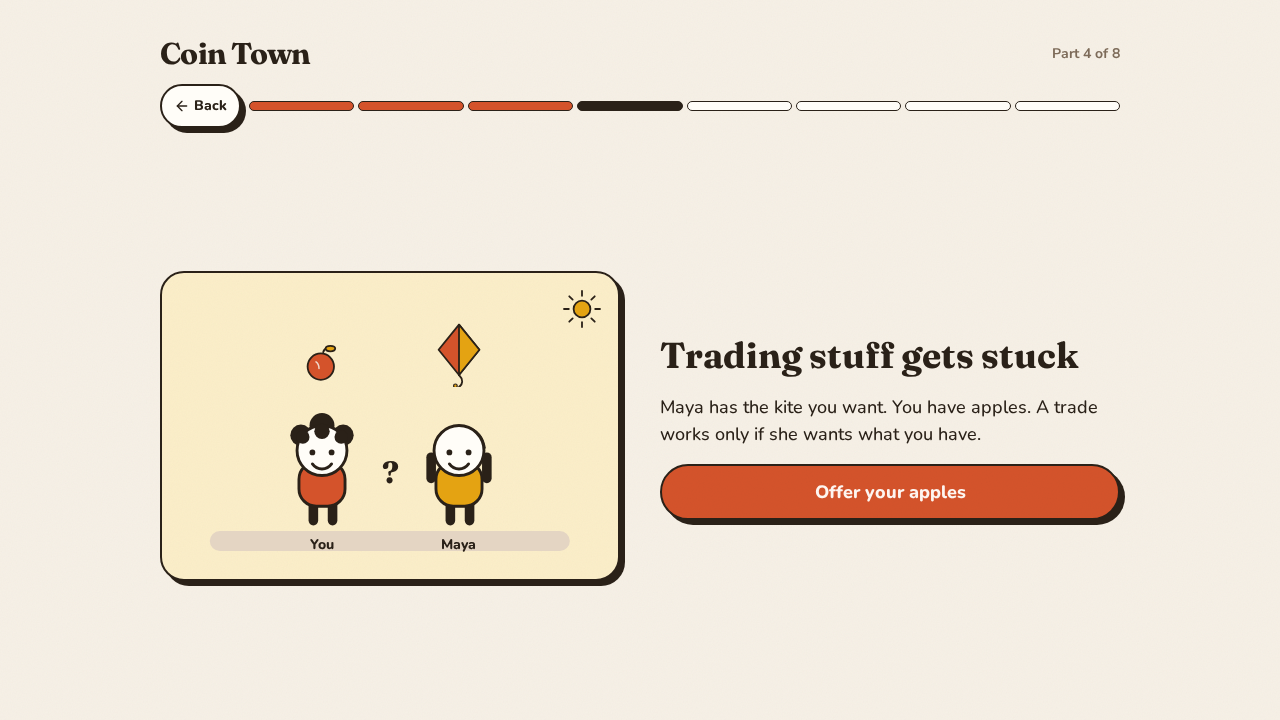 Coin Town
Part 4 of 8
← Back
Trading stuff gets stuck
Maya has the kite you want. You have apples. A trade
works only if she wants what you have.
?
You
Maya
Offer your apples